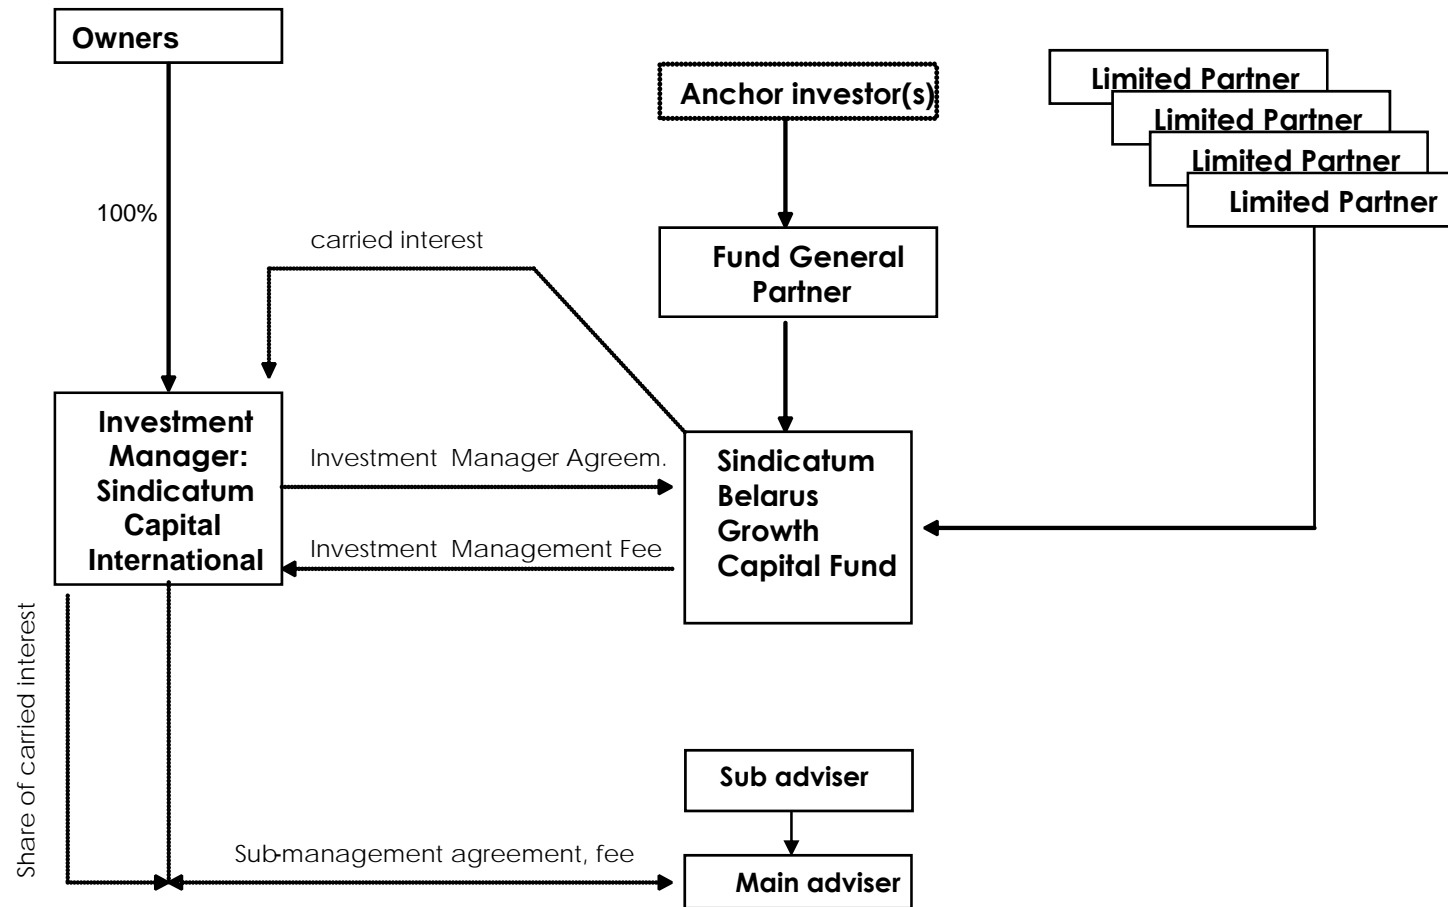 Owners
Anchor investor(s)
Limited Partner
Limited Partner
Limited Partner
Limited Partner
100%
carried interest
Fund General
Partner
Investment
Manager:
Sindicatum
Capital
International
Investment Manager Agreem.
Investment Management Fee
Sindicatum
Belarus
Growth
Capital Fund
Share of carried interest
Sub adviser
Sub-management agreement, fee
Main adviser